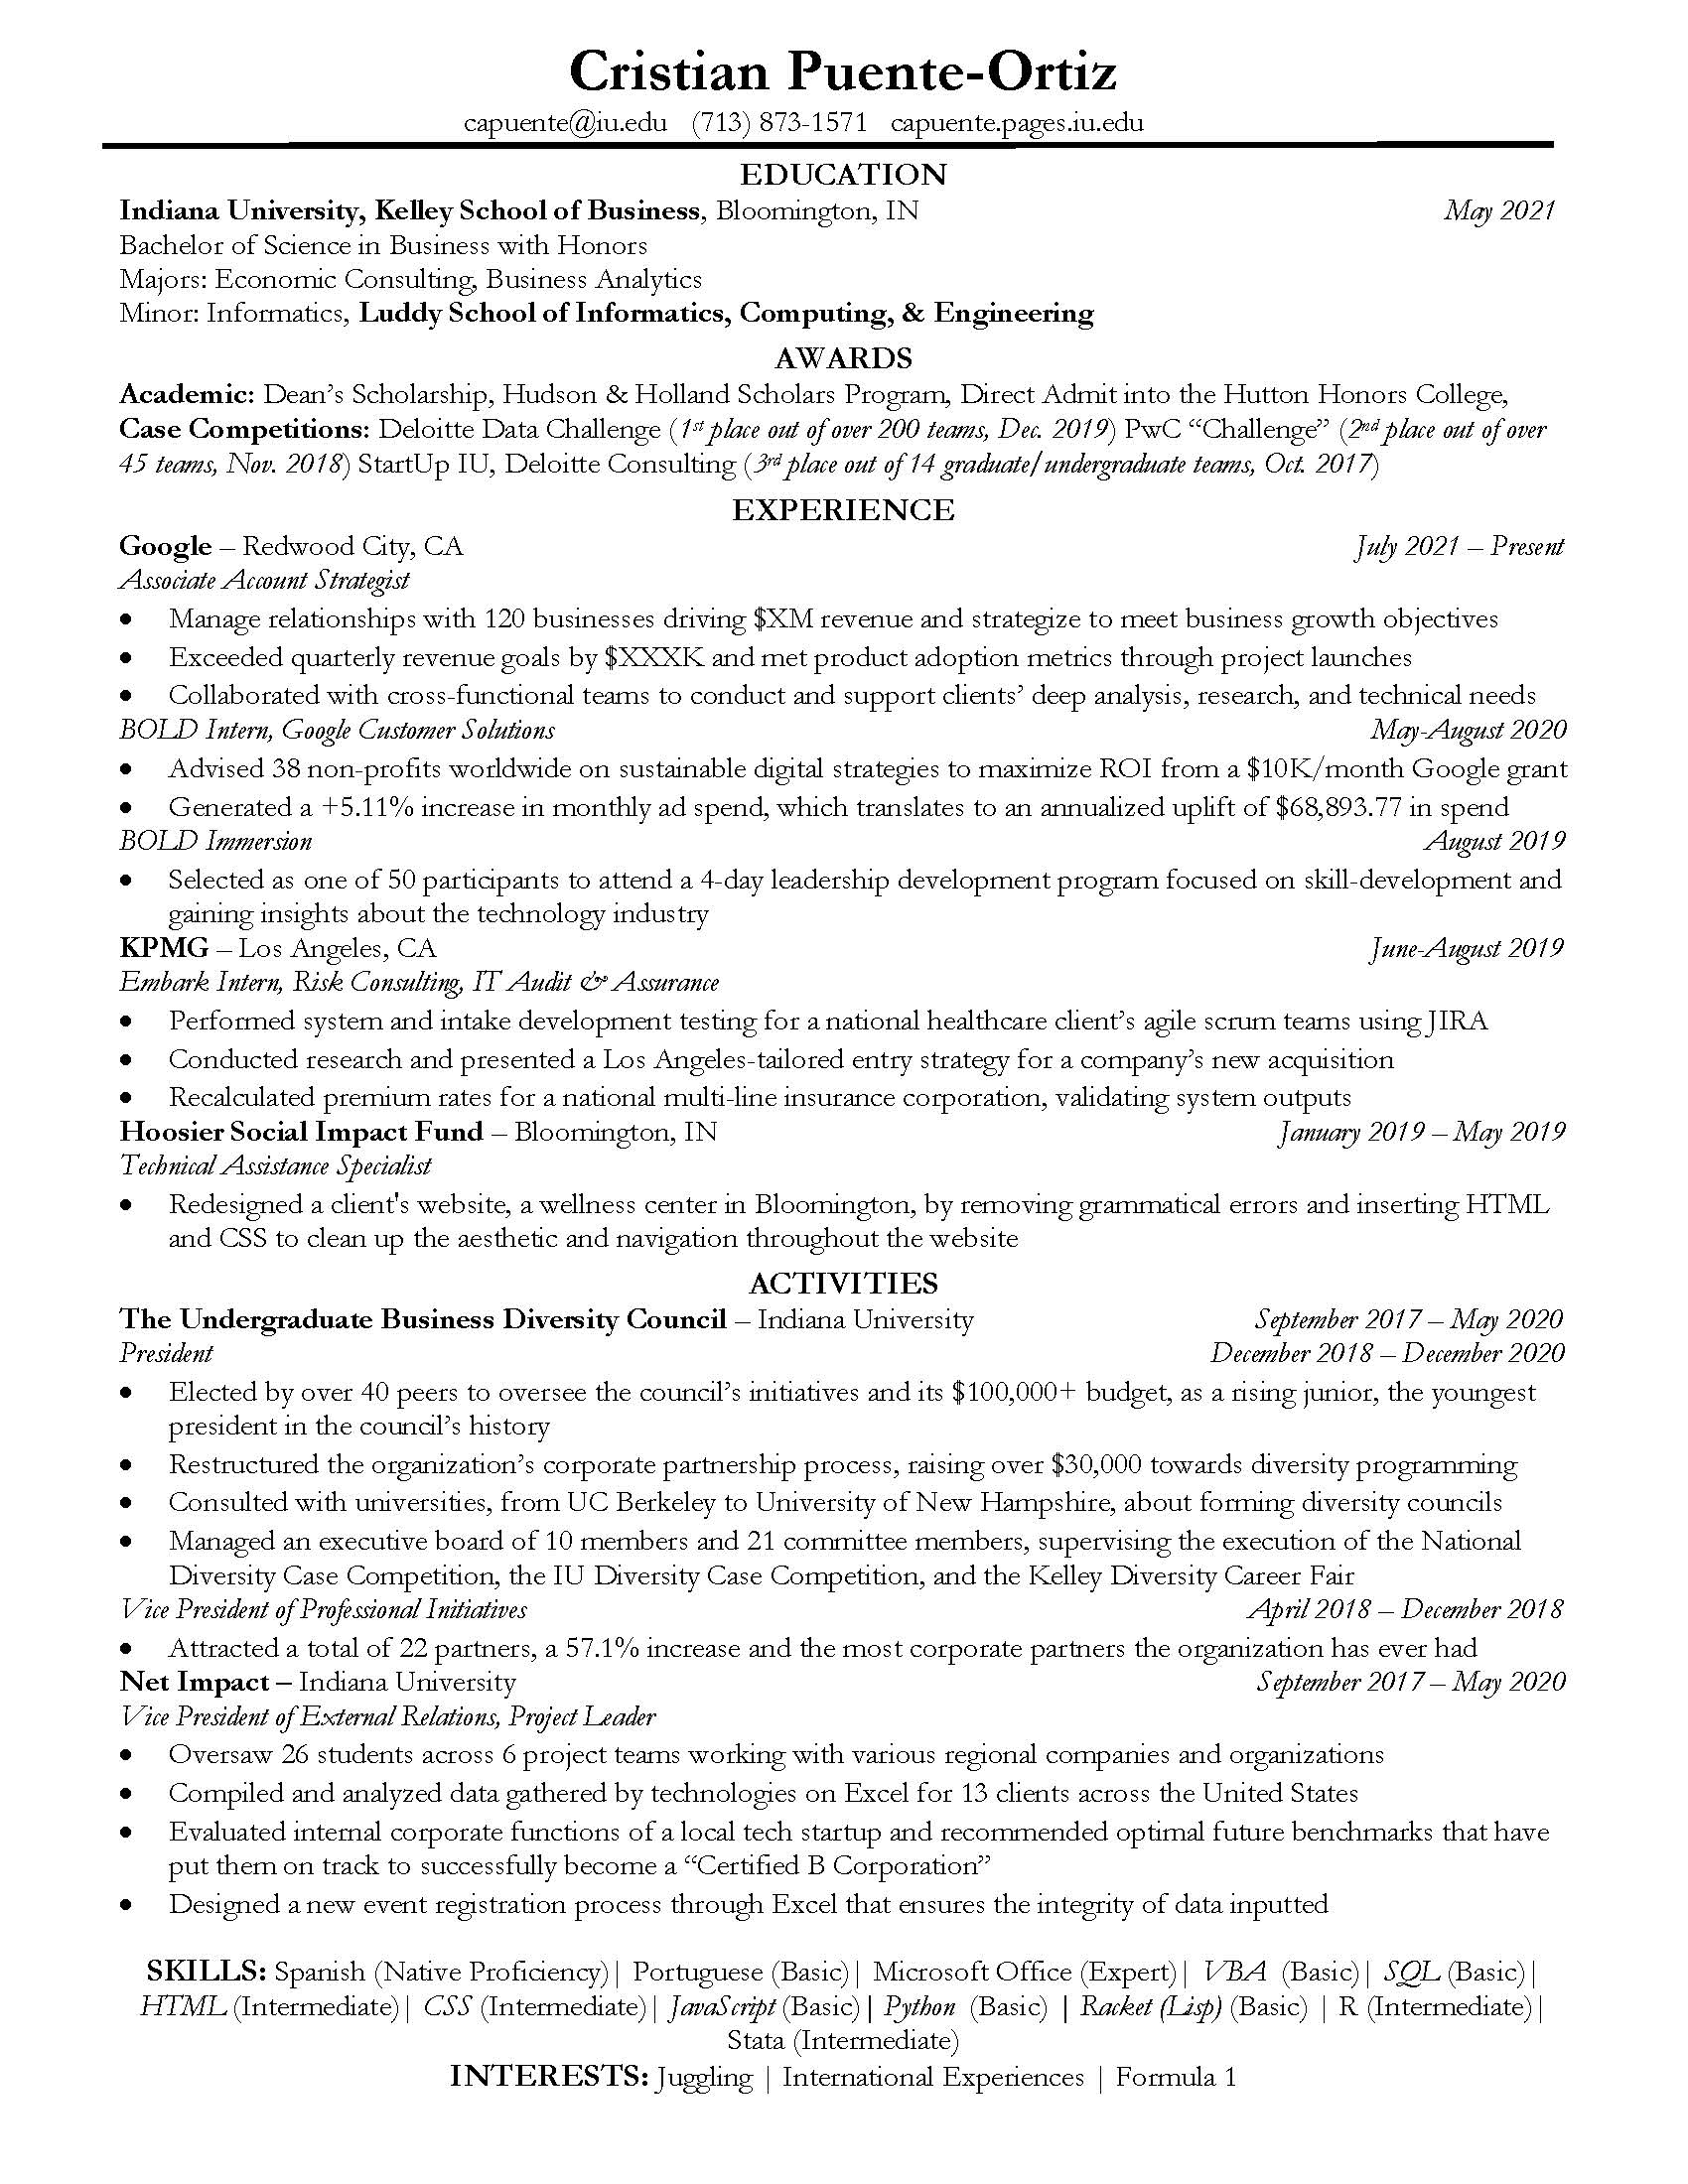 Cristian Puente-Ortiz
capuente@iu.edu (713) 873-1571 capuente.pages.iu.edu
EDUCATION
Indiana University, Kelley School of Business, Bloomington, IN May 2021
Bachelor of Science in Business with Honors
Majors: Economic Consulting, Business Analytics
Minor: Informatics, Luddy School of Informatics, Computing, & Engineering
AWARDS
Academic: Dean’s Scholarship, Hudson & Holland Scholars Program, Direct Admit into the Hutton Honors College,
Case Competitions: Deloitte Data Challenge (1st place out of over 200 teams, Dec. 2019) PwC “Challenge” (2nd place out of over
45 teams, Nov. 2018) StartUp IU, Deloitte Consulting (3rd place out of 14 graduate/undergraduate teams, Oct. 2017)
EXPERIENCE
Google – Redwood City, CA July 2021 – Present
Associate Account Strategist
• Manage relationships with 120 businesses driving $XM revenue and strategize to meet business growth objectives
• Exceeded quarterly revenue goals by $XXXK and met product adoption metrics through project launches
• Collaborated with cross-functional teams to conduct and support clients’ deep analysis, research, and technical needs
BOLD Intern, Google Customer Solutions May-August 2020
• Advised 38 non-profits worldwide on sustainable digital strategies to maximize ROI from a $10K/month Google grant
• Generated a +5.11% increase in monthly ad spend, which translates to an annualized uplift of $68,893.77 in spend
BOLD Immersion August 2019
• Selected as one of 50 participants to attend a 4-day leadership development program focused on skill-development and
gaining insights about the technology industry
KPMG – Los Angeles, CA June-August 2019
Embark Intern, Risk Consulting, IT Audit & Assurance
• Performed system and intake development testing for a national healthcare client’s agile scrum teams using JIRA
• Conducted research and presented a Los Angeles-tailored entry strategy for a company’s new acquisition
• Recalculated premium rates for a national multi-line insurance corporation, validating system outputs
Hoosier Social Impact Fund – Bloomington, IN January 2019 – May 2019
Technical Assistance Specialist
• Redesigned a client's website, a wellness center in Bloomington, by removing grammatical errors and inserting HTML
and CSS to clean up the aesthetic and navigation throughout the website
ACTIVITIES
The Undergraduate Business Diversity Council – Indiana University September 2017 – May 2020
President December 2018 – December 2020
• Elected by over 40 peers to oversee the council’s initiatives and its $100,000+ budget, as a rising junior, the youngest
president in the council’s history
• Restructured the organization’s corporate partnership process, raising over $30,000 towards diversity programming
• Consulted with universities, from UC Berkeley to University of New Hampshire, about forming diversity councils
• Managed an executive board of 10 members and 21 committee members, supervising the execution of the National
Diversity Case Competition, the IU Diversity Case Competition, and the Kelley Diversity Career Fair
Vice President of Professional Initiatives April 2018 – December 2018
• Attracted a total of 22 partners, a 57.1% increase and the most corporate partners the organization has ever had
Net Impact – Indiana University September 2017 – May 2020
Vice President of External Relations, Project Leader
• Oversaw 26 students across 6 project teams working with various regional companies and organizations
• Compiled and analyzed data gathered by technologies on Excel for 13 clients across the United States
• Evaluated internal corporate functions of a local tech startup and recommended optimal future benchmarks that have
put them on track to successfully become a “Certified B Corporation”
• Designed a new event registration process through Excel that ensures the integrity of data inputted
SKILLS: Spanish (Native Proficiency)| Portuguese (Basic)| Microsoft Office (Expert)| VBA (Basic)| SQL (Basic)|
HTML (Intermediate)| CSS (Intermediate)| JavaScript (Basic)| Python (Basic) | Racket (Lisp) (Basic) | R (Intermediate)|
Stata (Intermediate)
INTERESTS: Juggling | International Experiences | Formula 1